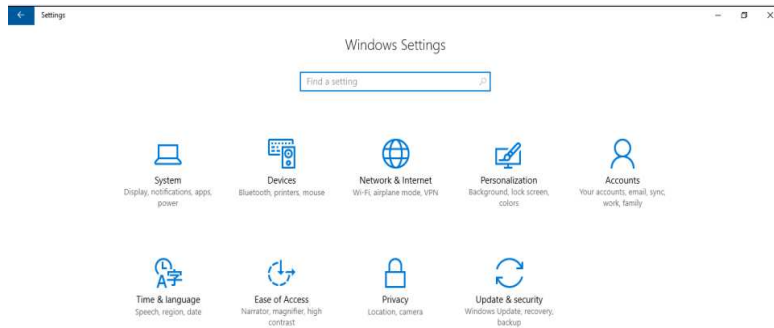 Settings
Windows Settings
Find a setting
System
Display, notifications, apps,
power
Devices
Bluetooth, printers, mouse
Network & Internet
Wi-Fi, airplane mode, VPN
Personalization
Background, lock screen,
colors
Accounts
Your accounts, email, sync,
work, family
A字
Time & language
Speech, region, date
Ease of Access
Narrator, magnifier, high
contrast
Privacy
Location, camera
Update & security
Windows Update, recovery,
backup